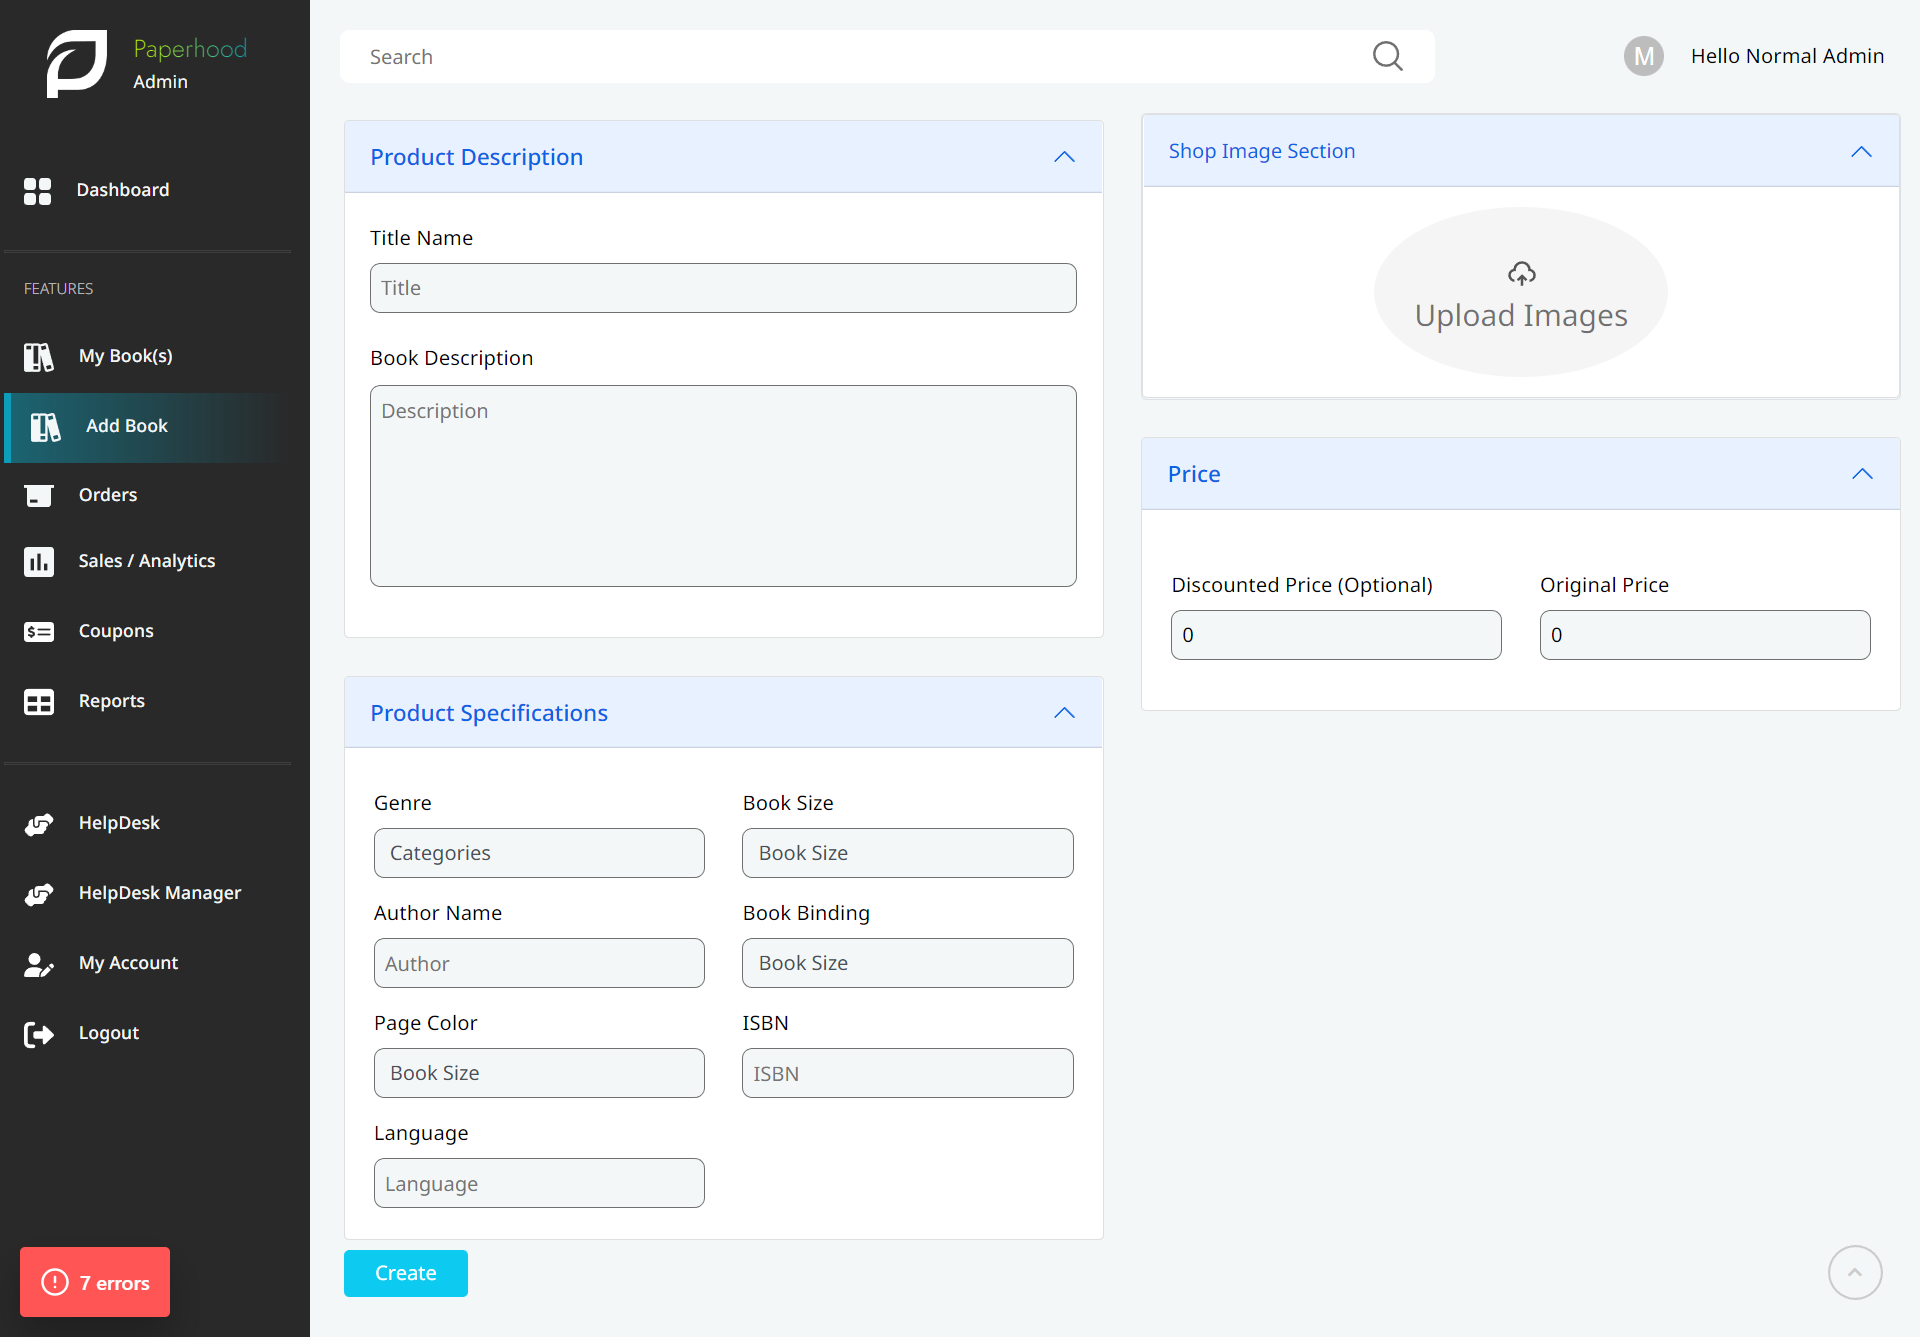 Paperhood
Admin
Dashboard
FEATURES
My Book(s)
Add Book
Orders
Sales / Analytics
Coupons
Reports
HelpDesk
HelpDesk Manager
My Account
Logout
7 errors
Search
M
Hello Normal Admin
Product Description
Title Name
Title
Book Description
Description
Product Specifications
Genre
Book Size
Categories
Book Size
Author Name
Book Binding
Author
Book Size
Page Color
ISBN
Book Size
ISBN
Language
Language
Create
Shop Image Section
Upload Images
Price
Discounted Price (Optional)
Original Price
0
0